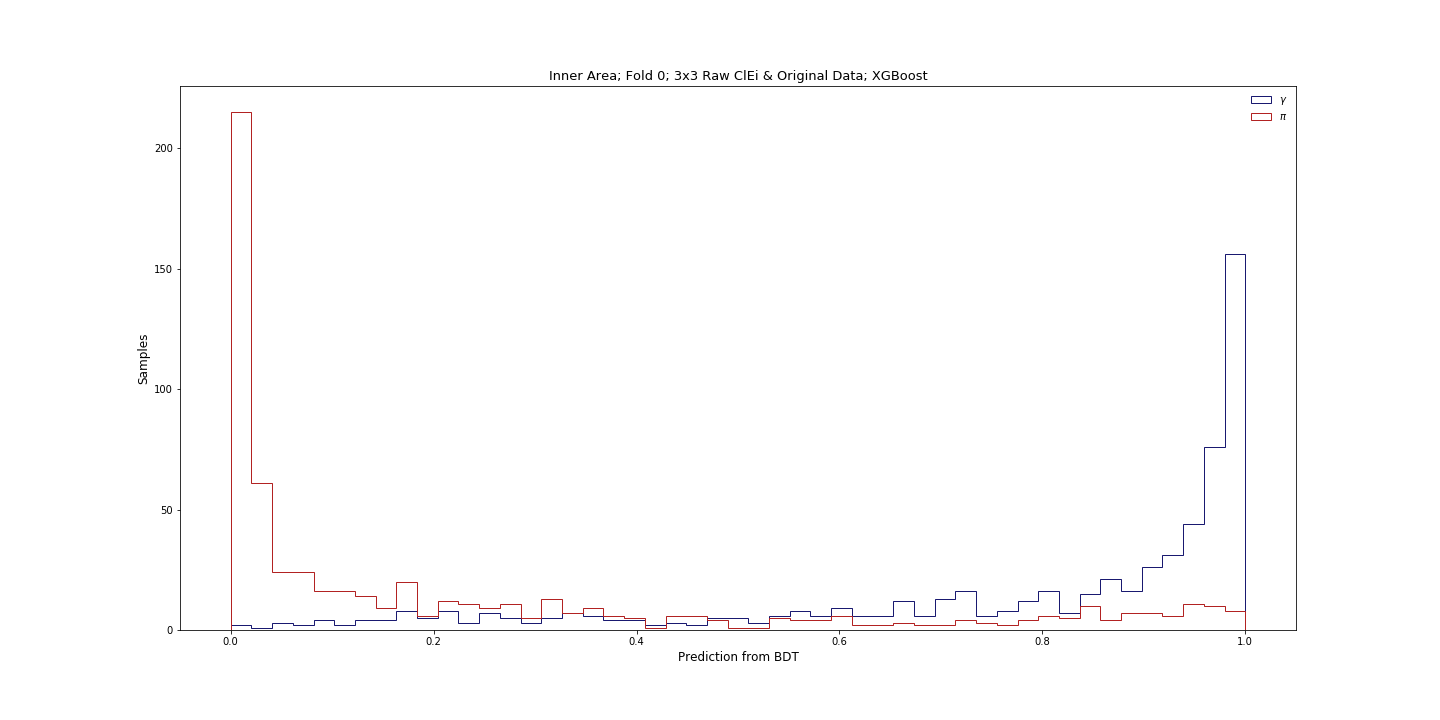 Inner Area; Fold 0; 3x3 Raw ClEi & Original Data; XGBoost
γ
π
200
150
100
50
0
Samples
0.0 0.2 0.4 0.6 0.8 1.0
Prediction from BDT